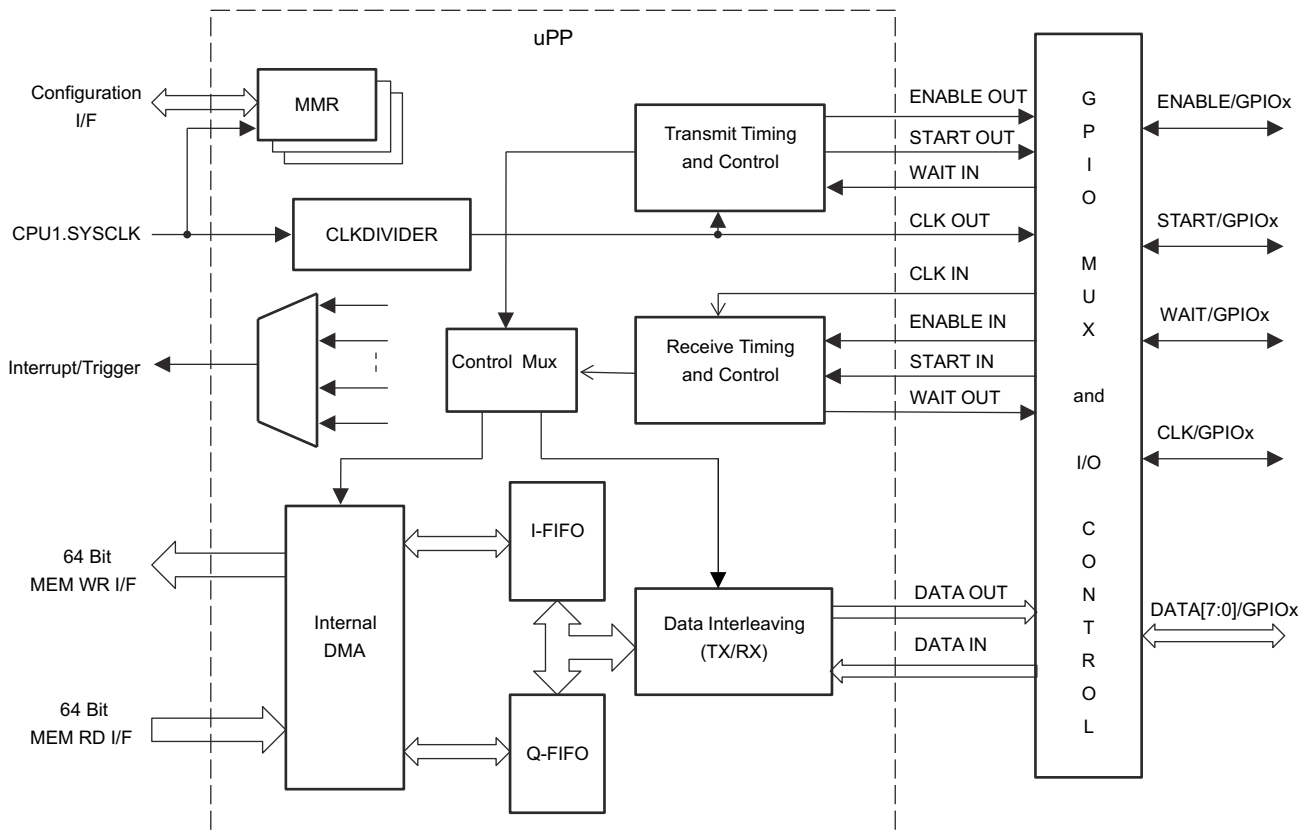 uPP
Configuration
I/F
MMR
CPU1.SYSCLK
CLKDIVIDER
Transmit Timing
and Control
ENABLE OUT
START OUT
WAIT IN
CLK OUT
CLK IN
ENABLE IN
START IN
WAIT OUT
Receive Timing
and Control
Control Mux
Interrupt/Trigger
64 Bit
MEM WR I/F
64 Bit
MEM RD I/F
Internal
DMA
I-FIFO
Q-FIFO
Data Interleaving
(TX/RX)
DATA OUT
DATA IN
G
P
I
O
M
U
X
and
I/O
C
O
N
T
R
O
L
ENABLE/GPIOx
START/GPIOx
WAIT/GPIOx
CLK/GPIOx
DATA[7:0]/GPIOx